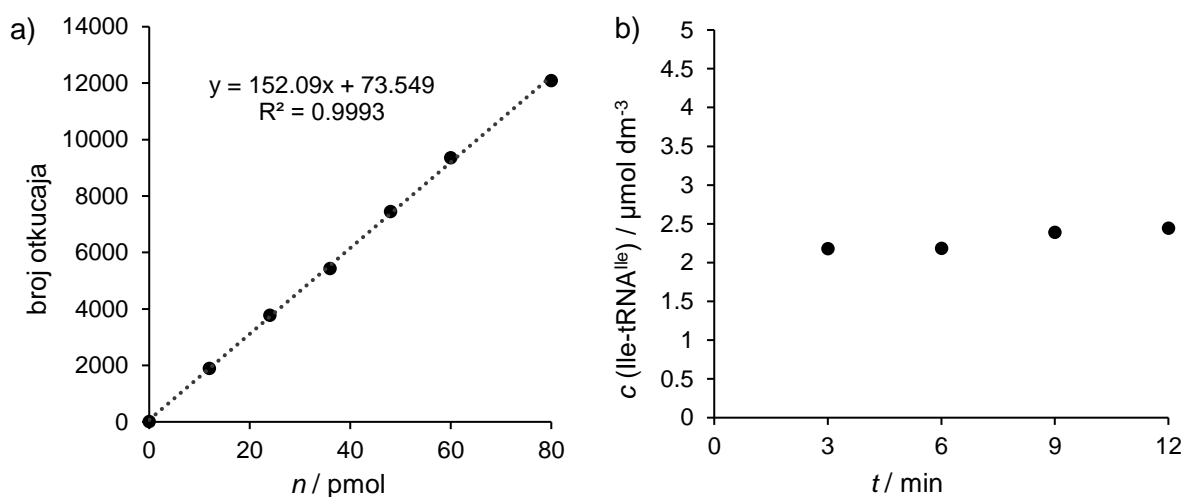 a)
14000
12000
10000
8000
6000
4000
2000
0
y = 152.09x + 73.549
R² = 0.9993
broj otkucaja
0 20 40 60 80
n / pmol
b)
5
4.5
4
3.5
3
2.5
2
1.5
1
0.5
0
c (Ile-tRNAᴵˡᵉ) / µmol dm⁻³
0 3 6 9 12
t / min